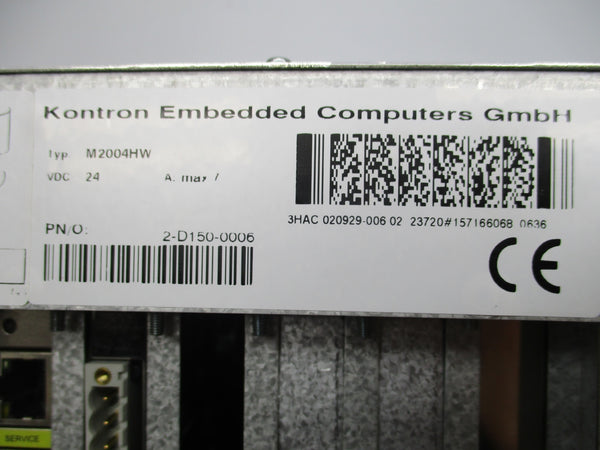 Kontron Embedded Computers GmbH
Typ M2004HW
VDC 24 A. max 7
3HAC 020929-006 02 23720#157166068 0636
PN/O: 2-D150-0006
CE
SERVICE